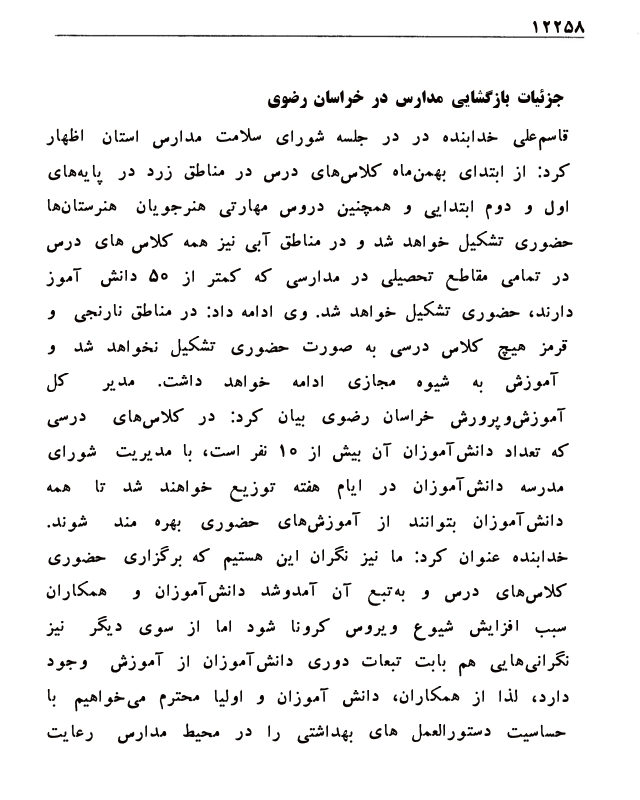 ۱۲۲۵۸
جزئیات بازگشایی مدارس در خراسان رضوی
قاسم‌علی خدابنده در در جلسه شورای سلامت مدارس استان اظهار
کرد: از ابتدای بهمن‌ماه کلاس‌های درس در مناطق زرد در پایه‌های
اول و دوم ابتدایی و همچنین دروس مهارتی هنرجویان هنرستان‌ها
حضوری تشکیل خواهد شد و در مناطق آبی نیز همه کلاس های درس
در تمامی مقاطع تحصیلی در مدارسی که کمتر از ۵۰ دانش آموز
دارند، حضوری تشکیل خواهد شد. وی ادامه داد: در مناطق نارنجی و
قرمز هیچ کلاس درسی به صورت حضوری تشکیل نخواهد شد و
آموزش به شیوه مجازی ادامه خواهد داشت. مدیر کل
آموزش‌وپرورش خراسان رضوی بیان کرد: در کلاس‌های درسی
که تعداد دانش‌آموزان آن بیش از ۱۰ نفر است، با مدیریت شورای
مدرسه دانش‌آموزان در ایام هفته توزیع خواهند شد تا همه
دانش‌آموزان بتوانند از آموزش‌های حضوری بهره مند شوند.
خدابنده عنوان کرد: ما نیز نگران این هستیم که برگزاری حضوری
کلاس‌های درس و به‌تبع آن آمدوشد دانش‌آموزان و همکاران
سبب افزایش شیوع ویروس کرونا شود اما از سوی دیگر نیز
نگرانی‌هایی هم بابت تبعات دوری دانش‌آموزان از آموزش وجود
دارد، لذا از همکاران، دانش آموزان و اولیا محترم می‌خواهیم با
حساسیت دستورالعمل های بهداشتی را در محیط مدارس رعایت